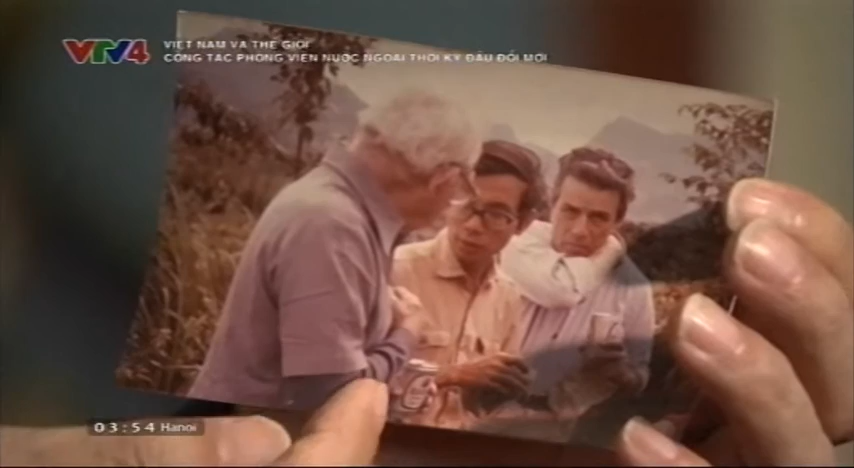 VTV4
VIỆT NAM VÀ THẾ GIỚI
CÔNG TÁC PHÓNG VIÊN NƯỚC NGOÀI THỜI KỲ ĐẦU ĐỔI MỚI
03:54 Hanoi